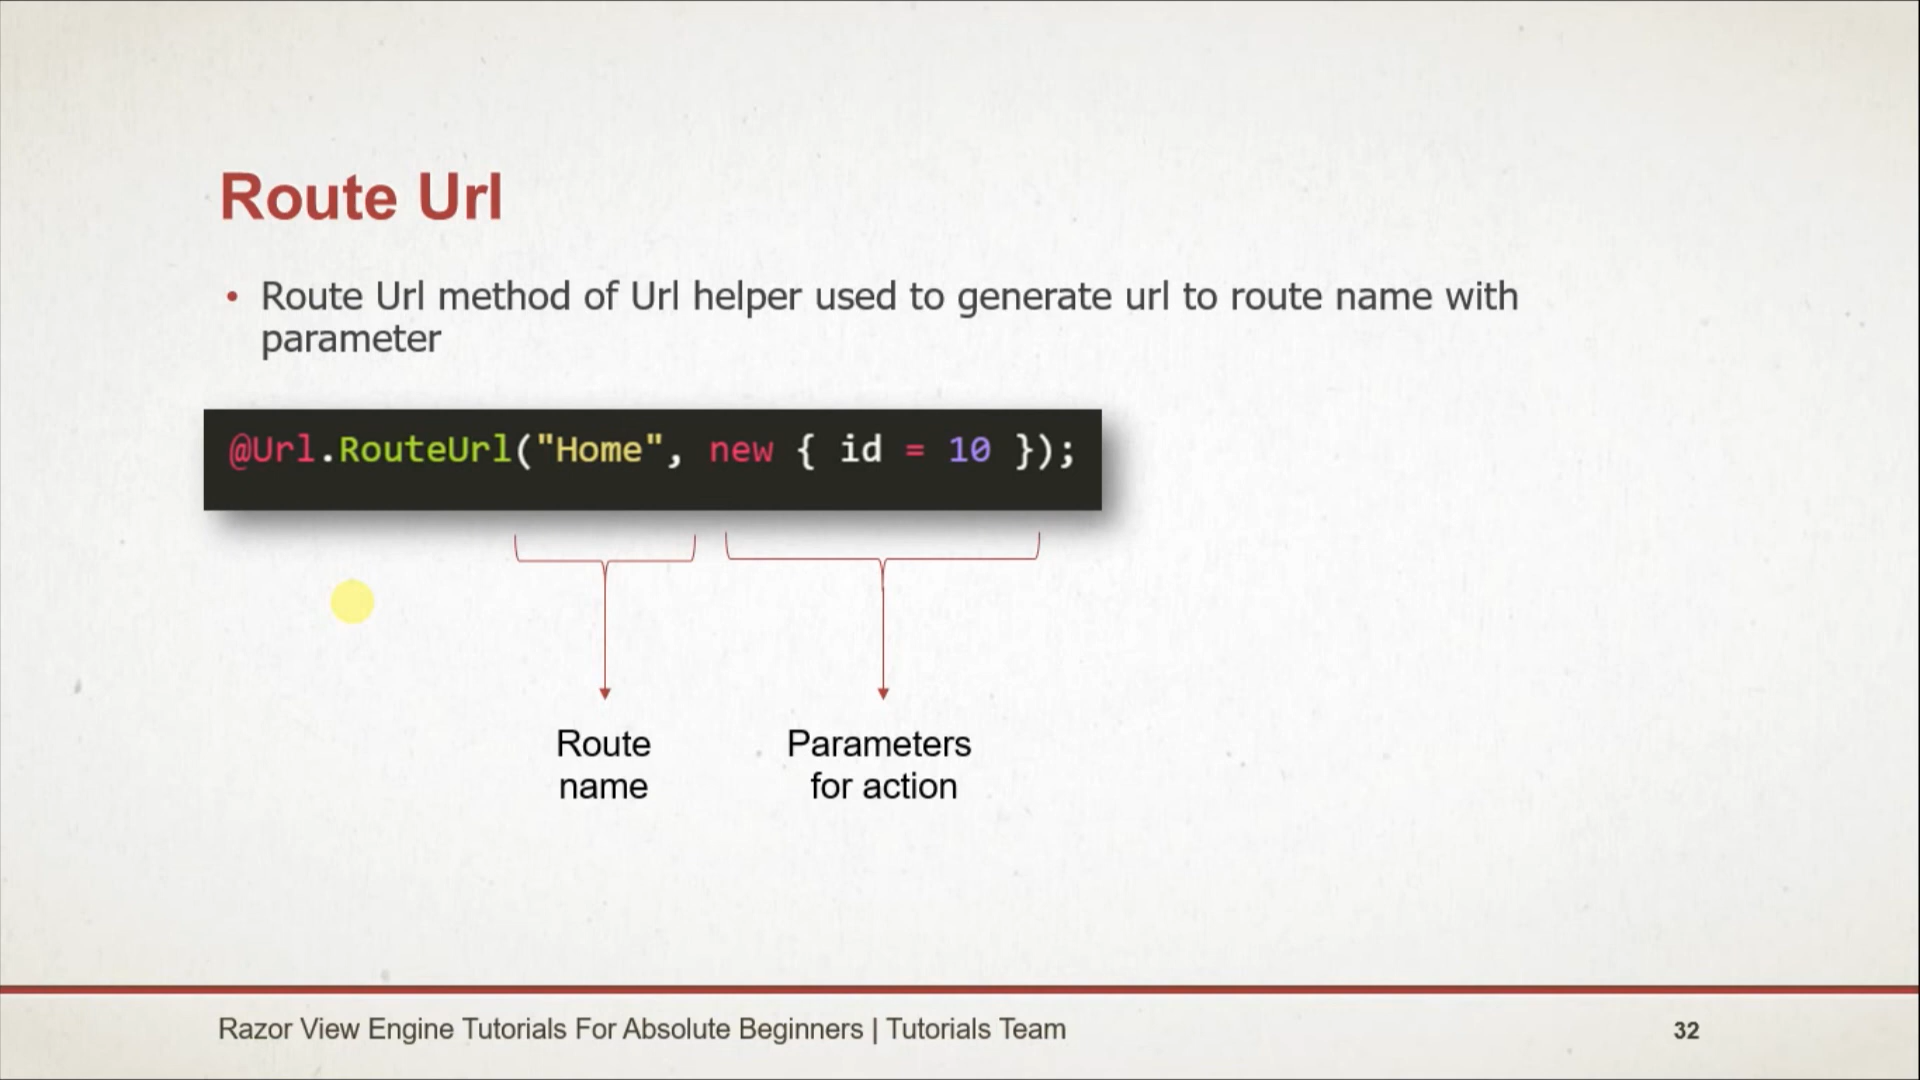 Route Url
• Route Url method of Url helper used to generate url to route name with
parameter
@Url.RouteUrl("Home", new { id = 10 });
Route
name
Parameters
for action
Razor View Engine Tutorials For Absolute Beginners | Tutorials Team
32